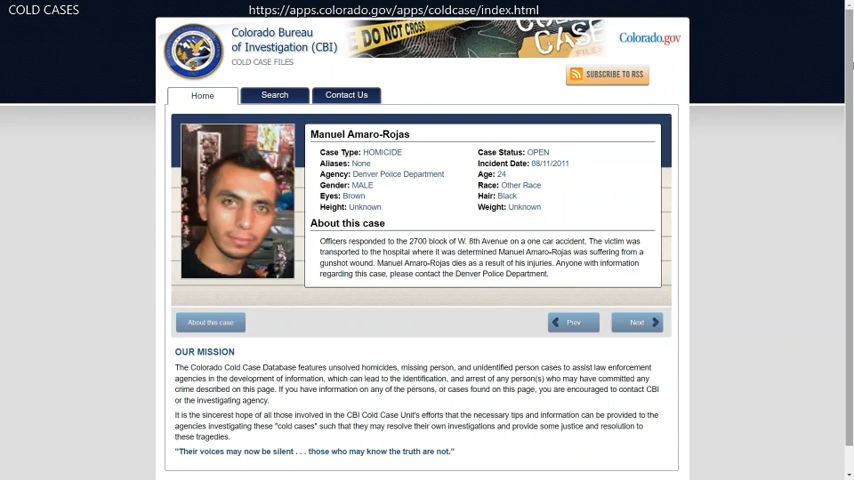 COLD CASES
https://apps.colorado.gov/apps/coldcase/index.html
Colorado Bureau
of Investigation (CBI)
COLD CASE FILES
DO NOT CROSS
COLD
CASE
FILES
Colorado.gov
SUBSCRIBE TO RSS
Home
Search
Contact Us
Manuel Amaro-Rojas
Case Type: HOMICIDE
Case Status: OPEN
Aliases: None
Incident Date: 08/11/2011
Agency: Denver Police Department
Age: 24
Gender: MALE
Race: Other Race
Eyes: Brown
Hair: Black
Height: Unknown
Weight: Unknown
About this case
Officers responded to the 2700 block of W. 8th Avenue on a one car accident. The victim was
transported to the hospital where it was determined Manuel Amaro-Rojas was suffering from a
gunshot wound. Manuel Amaro-Rojas dies as a result of his injuries. Anyone with information
regarding this case, please contact the Denver Police Department.
About this case
Prev
Next
OUR MISSION
The Colorado Cold Case Database features unsolved homicides, missing person, and unidentified person cases to assist law enforcement
agencies in the development of information, which can lead to the identification, and arrest of any person(s) who may have committed any
crime described on this page. If you have information on any of the persons, or cases found on this page, you are encouraged to contact CBI
or the investigating agency.
It is the sincerest hope of all those involved in the CBI Cold Case Unit's efforts that the necessary tips and information can be provided to the
agencies investigating these "cold cases" such that they may resolve their own investigations and provide some justice and resolution to
these tragedies.
"Their voices may now be silent . . . those who may know the truth are not."